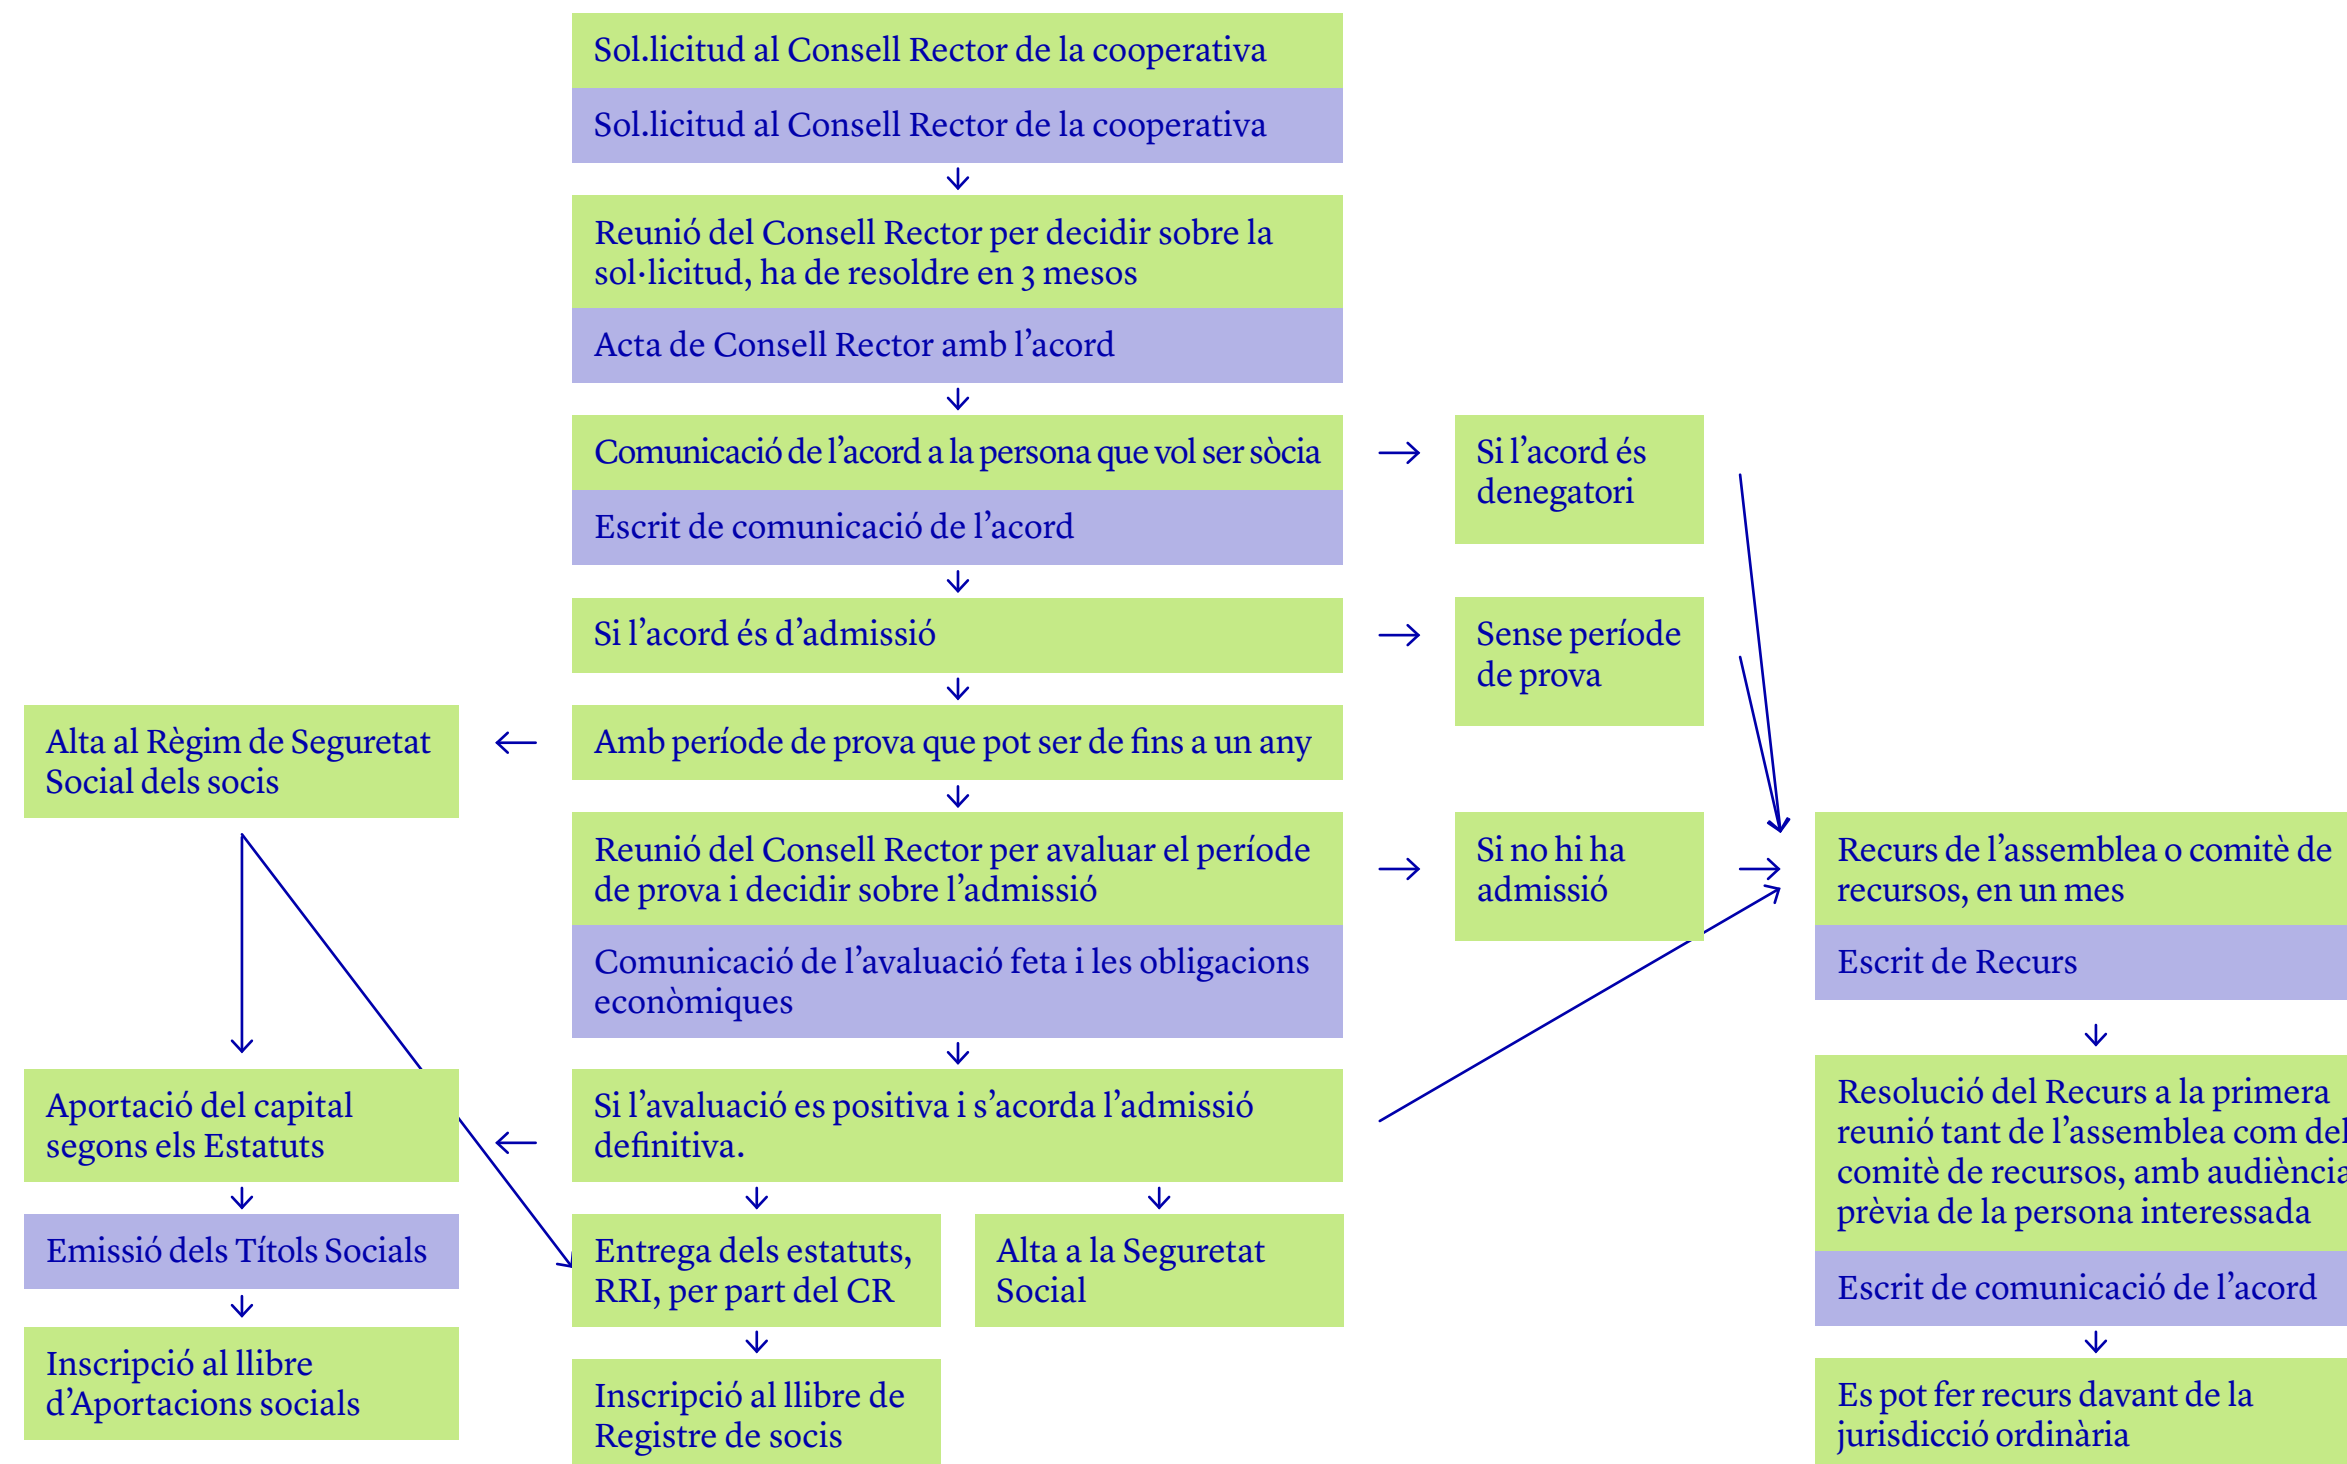 Sol.licitud al Consell Rector de la cooperativa
Sol.licitud al Consell Rector de la cooperativa
Reunió del Consell Rector per decidir sobre la
sol·licitud, ha de resoldre en 3 mesos
Acta de Consell Rector amb l’acord
Comunicació de l’acord a la persona que vol ser sòcia
Escrit de comunicació de l’acord
Si l’acord és
denegatori
Si l’acord és d’admissió
Sense període
de prova
Alta al Règim de Seguretat
Social dels socis
Amb període de prova que pot ser de fins a un any
Reunió del Consell Rector per avaluar el període
de prova i decidir sobre l’admissió
Comunicació de l’avaluació feta i les obligacions
econòmiques
Si no hi ha
admissió
Recurs de l’assemblea o comitè de
recursos, en un mes
Escrit de Recurs
Aportació del capital
segons els Estatuts
Si l’avaluació es positiva i s’acorda l’admissió
definitiva.
Resolució del Recurs a la primera
reunió tant de l’assemblea com del
comitè de recursos, amb audiència
prèvia de la persona interessada
Escrit de comunicació de l’acord
Emissió dels Títols Socials
Entrega dels estatuts,
RRI, per part del CR
Alta a la Seguretat
Social
Inscripció al llibre
d’Aportacions socials
Inscripció al llibre de
Registre de socis
Es pot fer recurs davant de la
jurisdicció ordinària